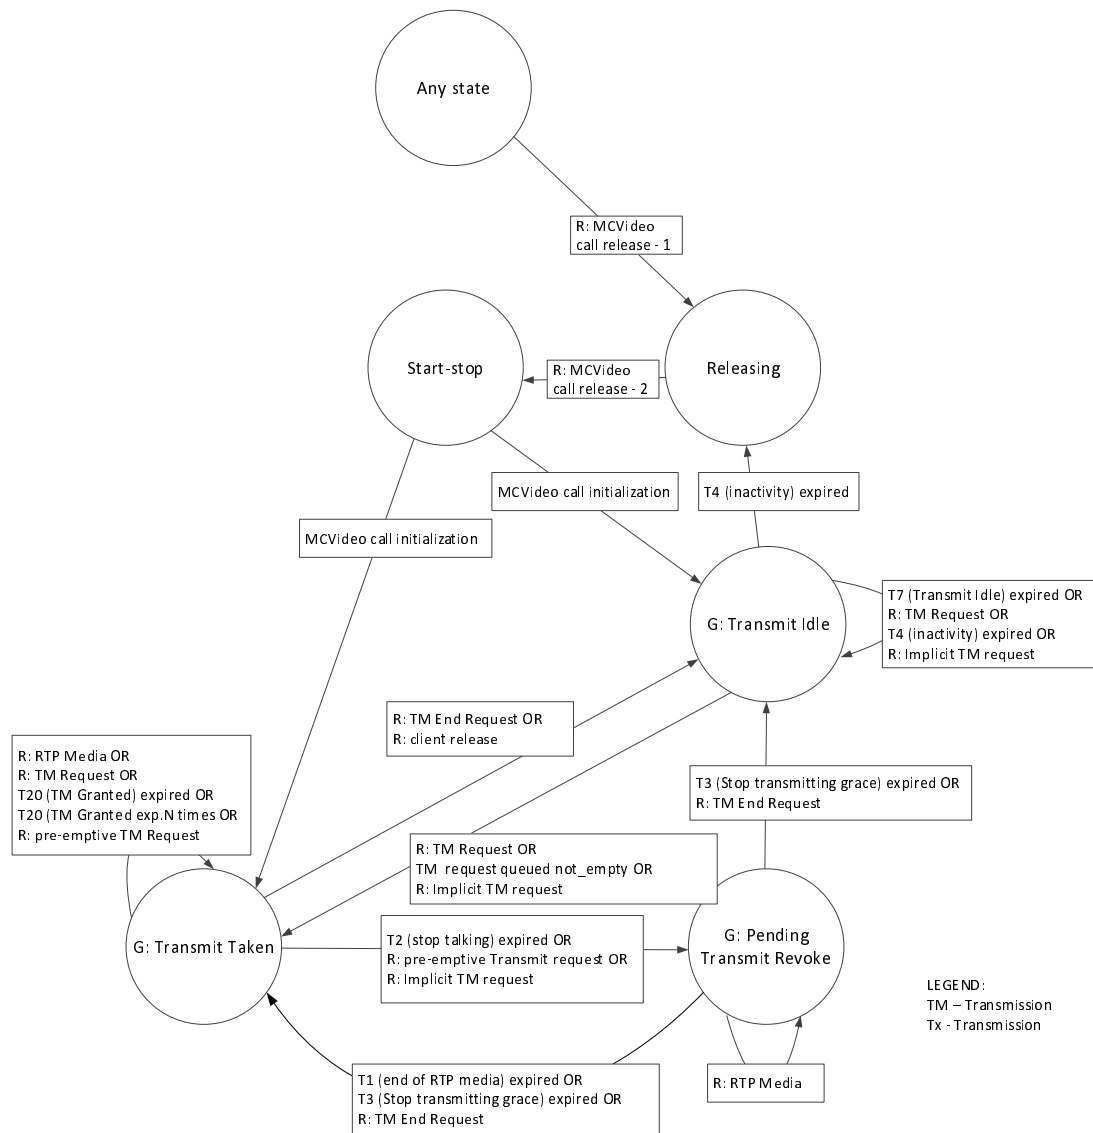 Any state
R: MCVideo
call release - 1
Start-stop
R: MCVideo
call release - 2
Releasing
MCVideo call initialization
T4 (inactivity) expired
MCVideo call initialization
G: Transmit Idle
T7 (Transmit Idle) expired OR
R: TM Request OR
T4 (inactivity) expired OR
R: Implicit TM request
R: TM End Request OR
R: client release
R: RTP Media OR
R: TM Request OR
T20 (TM Granted) expired OR
T20 (TM Granted exp.N times OR
R: pre-emptive TM Request
T3 (Stop transmitting grace) expired OR
R: TM End Request
R: TM Request OR
TM request queued not_empty OR
R: Implicit TM request
G: Transmit Taken
T2 (stop talking) expired OR
R: pre-emptive Transmit request OR
R: Implicit TM request
G: Pending
Transmit Revoke
LEGEND:
TM – Transmission
Tx - Transmission
T1 (end of RTP media) expired OR
T3 (Stop transmitting grace) expired OR
R: TM End Request
R: RTP Media